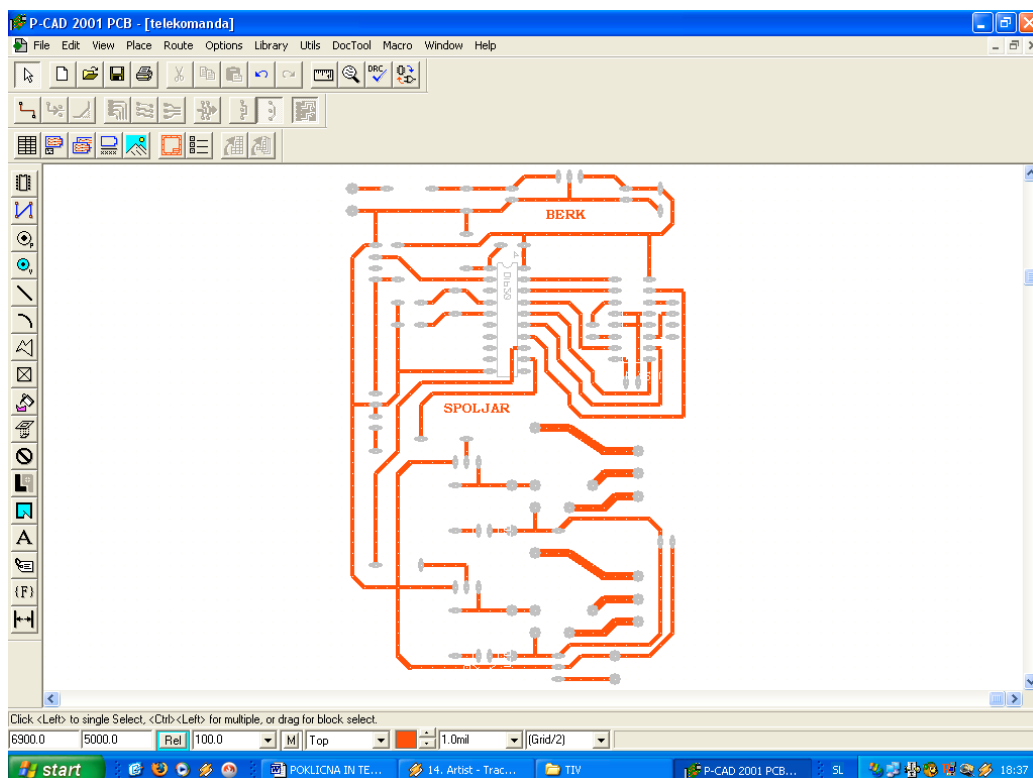 P-CAD 2001 PCB - [telekomanda]
File Edit View Place Route Options Library Utils DocTool Macro Window Help
DRC
BERK
SPOLJAR
A
{F}
Click <Left> to single Select, <Ctrl><Left> for multiple, or drag for block select.
6900.0 5000.0 Rel 100.0 M Top 1.0mil (Grid/2)
start POKLICNA IN TE... 14. Artist - Trac... TIV P-CAD 2001 PCB... SL 18:37